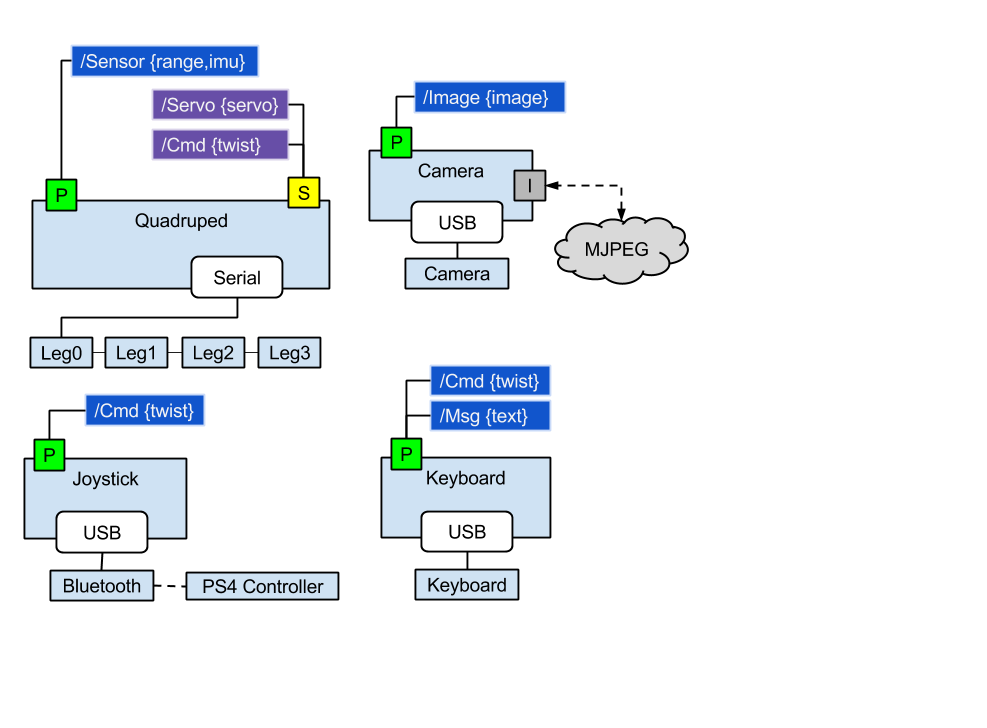 /Sensor {range,imu}
/Servo {servo}
/Cmd {twist}
P
S
Quadruped
Serial
Leg0
Leg1
Leg2
Leg3
/Image {image}
P
Camera
I
USB
MJPEG
Camera
/Cmd {twist}
P
Joystick
USB
Bluetooth
PS4 Controller
/Cmd {twist}
/Msg {text}
P
Keyboard
USB
Keyboard